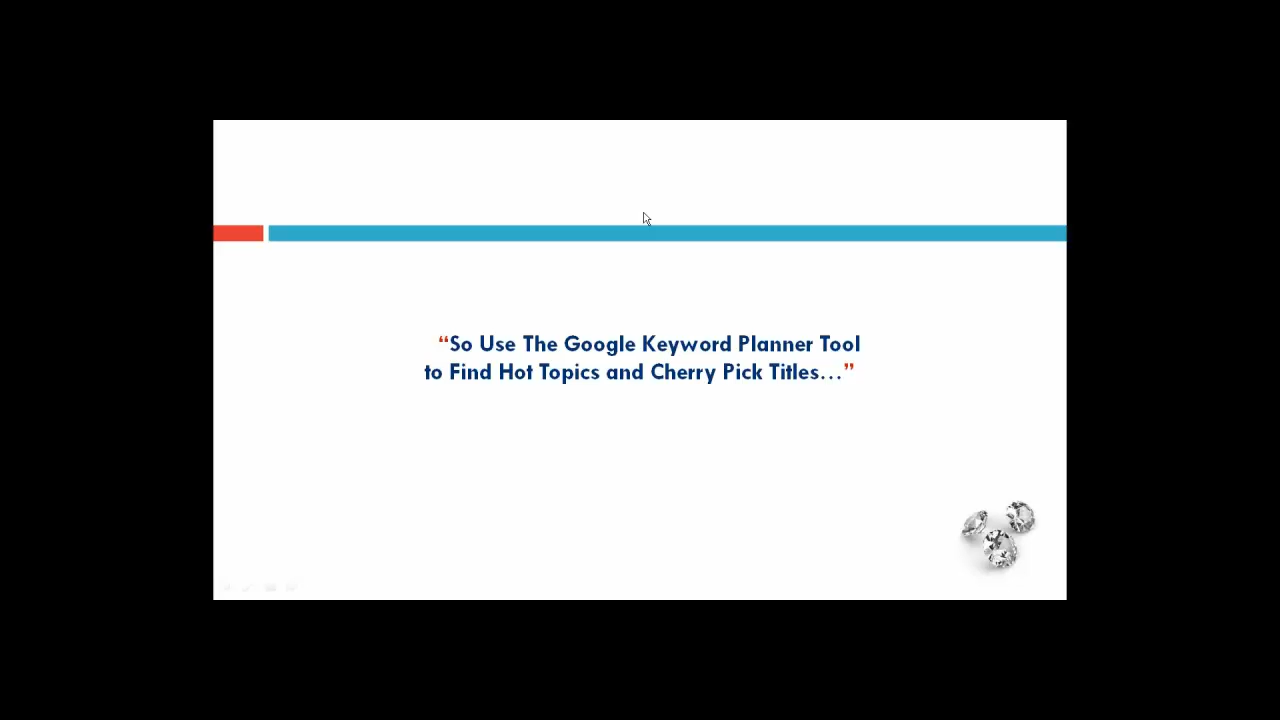 “So Use The Google Keyword Planner Tool
to Find Hot Topics and Cherry Pick Titles...”